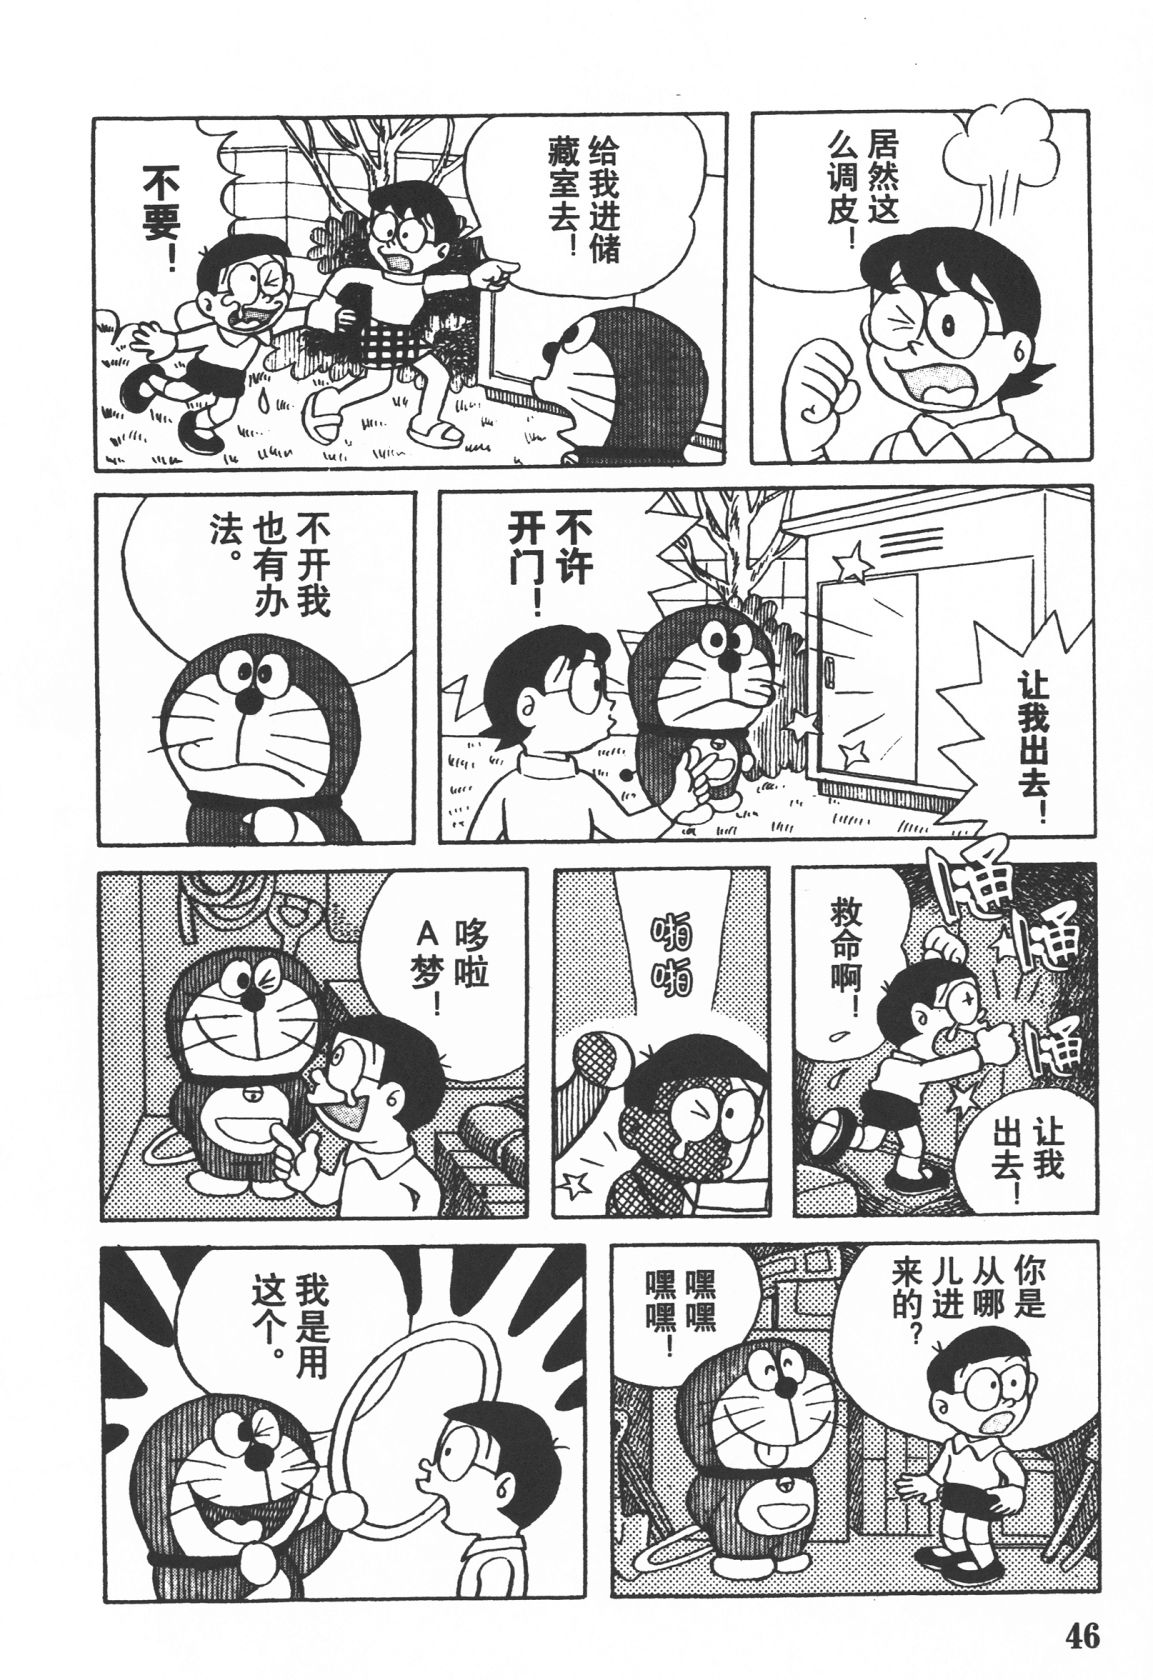 居然这
么调皮！
给我进储
藏室去！
不要！
让我出去！
不许
开门！
不开我
也有办
法。
救命啊！
嗵
嗵
嗵
让我
出去！
啪
啪
哆啦
A梦！
你是
从哪
儿进
来的？
嘿嘿
嘿嘿！
我是用
这个。
46